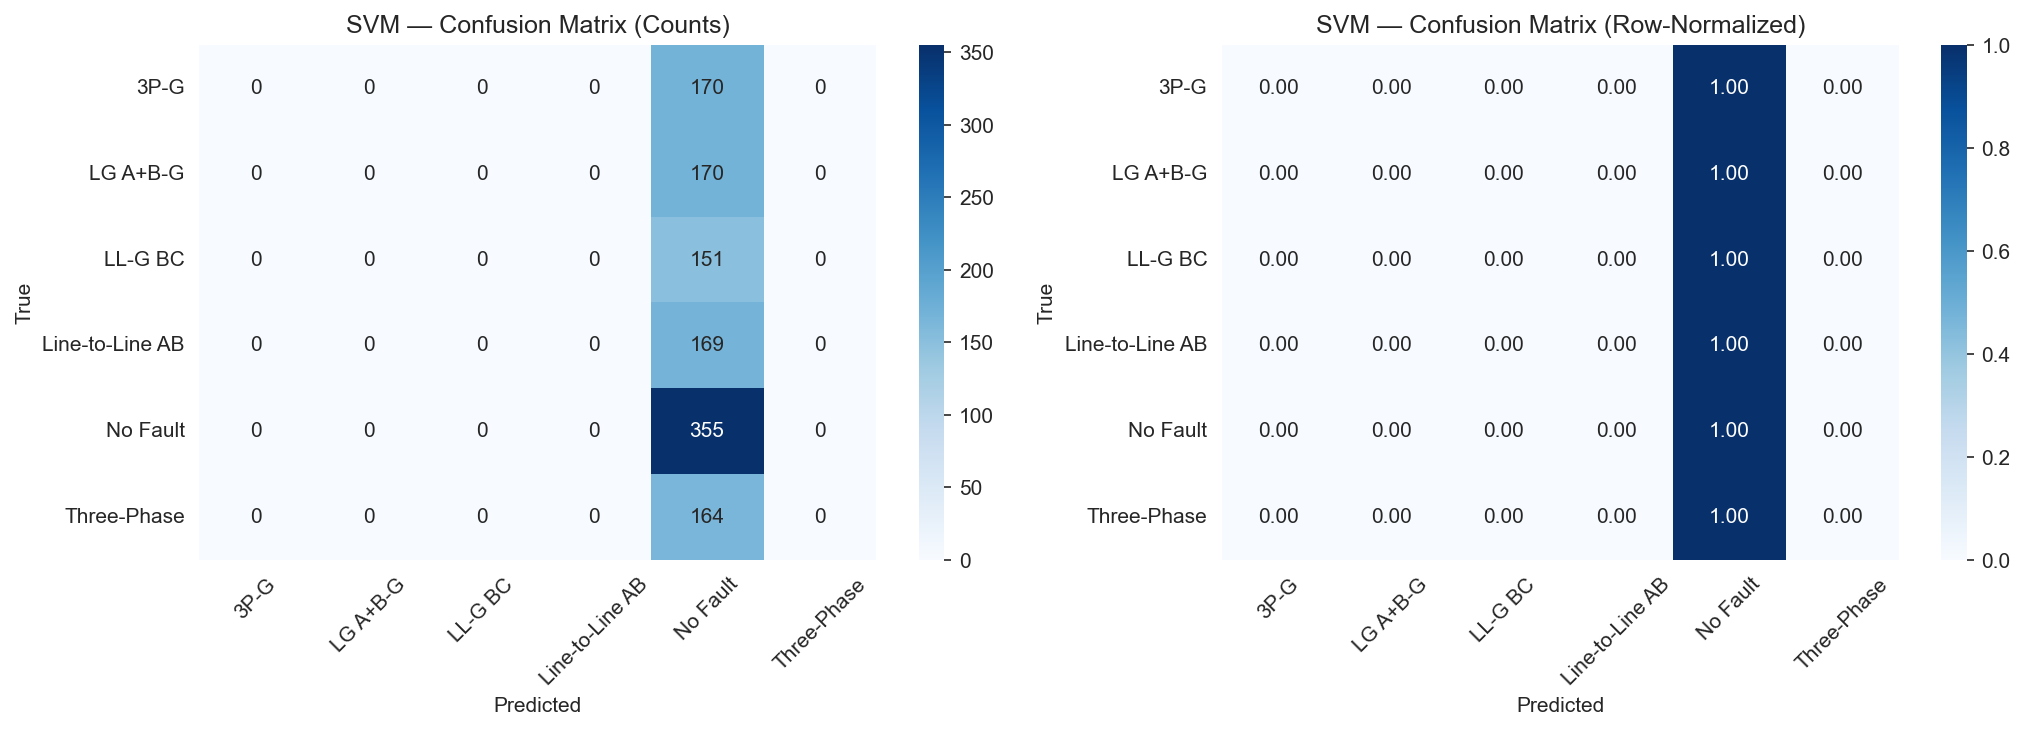 SVM — Confusion Matrix (Counts)
True
3P-G 0 0 0 0 170 0
LG A+B-G 0 0 0 0 170 0
LL-G BC 0 0 0 0 151 0
Line-to-Line AB 0 0 0 0 169 0
No Fault 0 0 0 0 355 0
Three-Phase 0 0 0 0 164 0
3P-G LG A+B-G LL-G BC Line-to-Line AB No Fault Three-Phase
Predicted
350
300
250
200
150
100
50
0
SVM — Confusion Matrix (Row-Normalized)
True
3P-G 0.00 0.00 0.00 0.00 1.00 0.00
LG A+B-G 0.00 0.00 0.00 0.00 1.00 0.00
LL-G BC 0.00 0.00 0.00 0.00 1.00 0.00
Line-to-Line AB 0.00 0.00 0.00 0.00 1.00 0.00
No Fault 0.00 0.00 0.00 0.00 1.00 0.00
Three-Phase 0.00 0.00 0.00 0.00 1.00 0.00
3P-G LG A+B-G LL-G BC Line-to-Line AB No Fault Three-Phase
Predicted
1.0
0.8
0.6
0.4
0.2
0.0